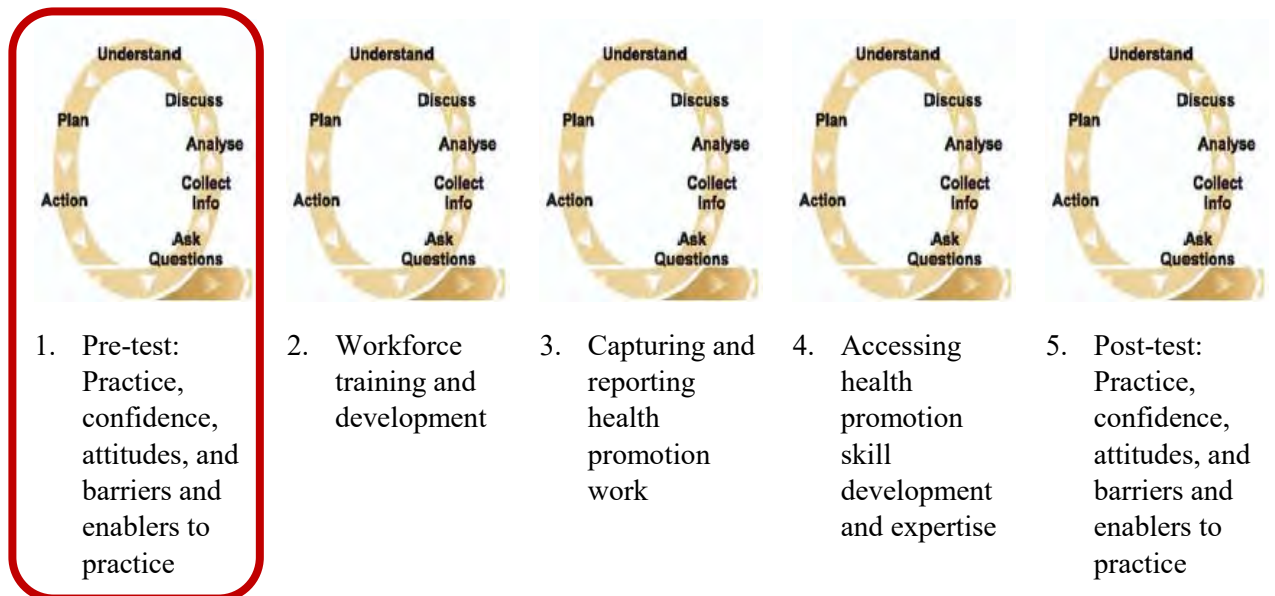 Understand
Discuss
Plan
Analyse
Collect
Info
Action
Ask
Questions
Understand
Discuss
Plan
Analyse
Collect
Info
Action
Ask
Questions
Understand
Discuss
Plan
Analyse
Collect
Info
Action
Ask
Questions
Understand
Discuss
Plan
Analyse
Collect
Info
Action
Ask
Questions
Understand
Discuss
Plan
Analyse
Collect
Info
Action
Ask
Questions
1. Pre-test:
Practice,
confidence,
attitudes, and
barriers and
enablers to
practice
2. Workforce
training and
development
3. Capturing and
reporting
health
promotion
work
4. Accessing
health
promotion
skill
development
and expertise
5. Post-test:
Practice,
confidence,
attitudes, and
barriers and
enablers to
practice